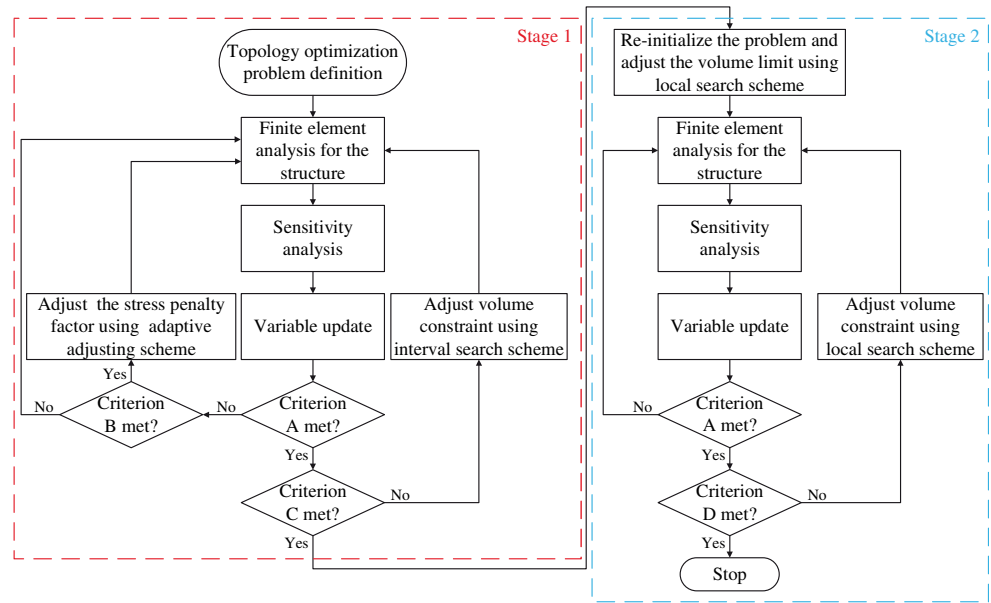 Stage 1
Topology optimization
problem definition
Finite element
analysis for the
structure
Sensitivity
analysis
Variable update
Adjust the stress penalty
factor using adaptive
adjusting scheme
Adjust volume
constraint using
interval search scheme
Yes
No
Criterion
B met?
No
Criterion
A met?
Yes
Criterion
C met?
No
Yes
Stage 2
Re-initialize the problem and
adjust the volume limit using
local search scheme
Finite element
analysis for the
structure
Sensitivity
analysis
Variable update
Adjust volume
constraint using
local search scheme
No
Criterion
A met?
Yes
Criterion
D met?
No
Yes
Stop